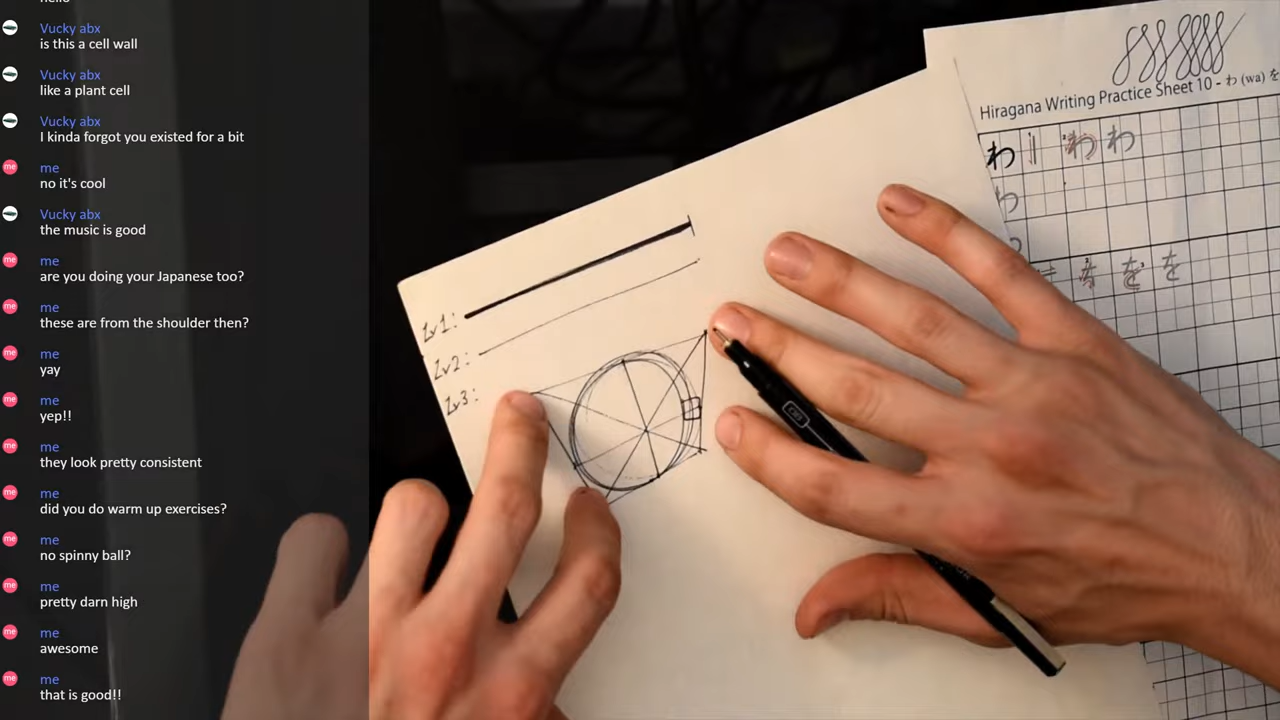 hello
Vucky abx
is this a cell wall
Vucky abx
like a plant cell
Vucky abx
I kinda forgot you existed for a bit
me
no it's cool
Vucky abx
the music is good
me
are you doing your Japanese too?
me
these are from the shoulder then?
me
yay
me
yep!!
me
they look pretty consistent
me
did you do warm up exercises?
me
no spinny ball?
me
pretty darn high
me
awesome
me
that is good!!
Lv1:
Lv2:
Lv3:
Hiragana Writing Practice Sheet 10 - わ (wa) を
わ わ わ
わ
を を を